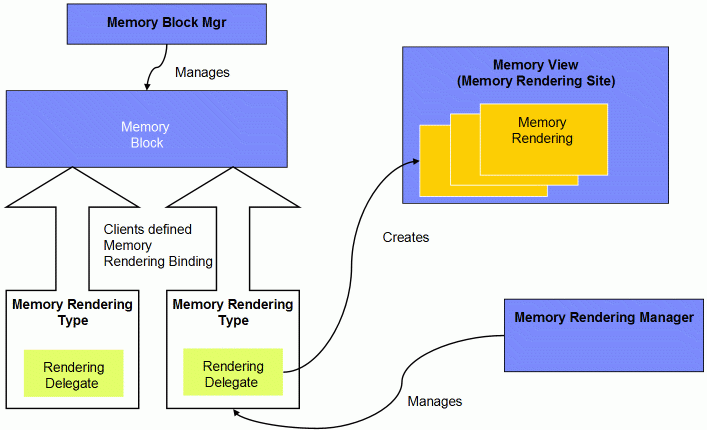 Memory Block Mgr
Manages
Memory
Block
Memory View
(Memory Rendering Site)
Memory
Rendering
Clients defined
Memory
Rendering Binding
Creates
Memory Rendering
Type
Rendering
Delegate
Memory Rendering
Type
Rendering
Delegate
Memory Rendering Manager
Manages